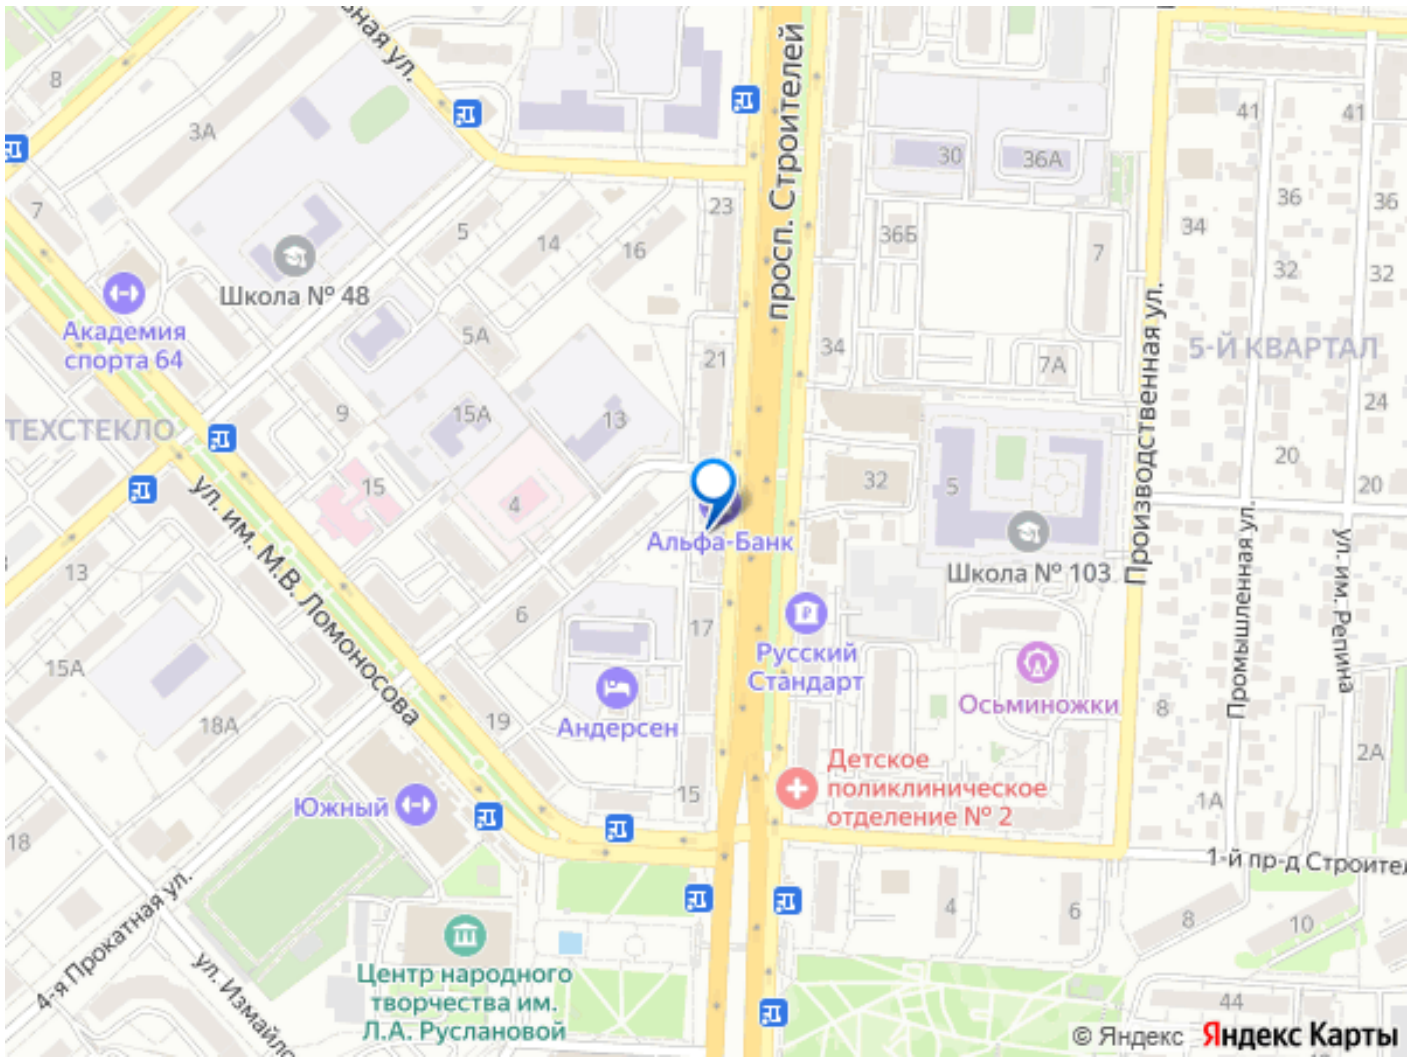 ьная ул.
8
3А
7
5
14
16
23
просп. Строителей
30
36А
41
41
36
36
34
36Б
7
32
32
Школа № 48
Академия
спорта 64
5А
21
34
7А
5-Й КВАРТАЛ
Производственная ул.
24
ТЕХСТЕКЛО
9
15А
13
15
4
32
5
20
20
Альфа-Банк
Школа № 103
ул. им. М.В. Ломоносова
13
6
17
Русский
Стандарт
Осьминожки
Промышленная ул.
ул. им. Репина
15А
18А
19
Андерсен
8
2А
Южный
15
Детское
поликлиническое
отделение № 2
1А
18
1-й пр-д Строител
4-я Прокатная ул.
4
6
8
10
ул. Измайло
Центр народного
творчества им.
Л.А. Руслановой
44
© Яндекс Яндекс Карты